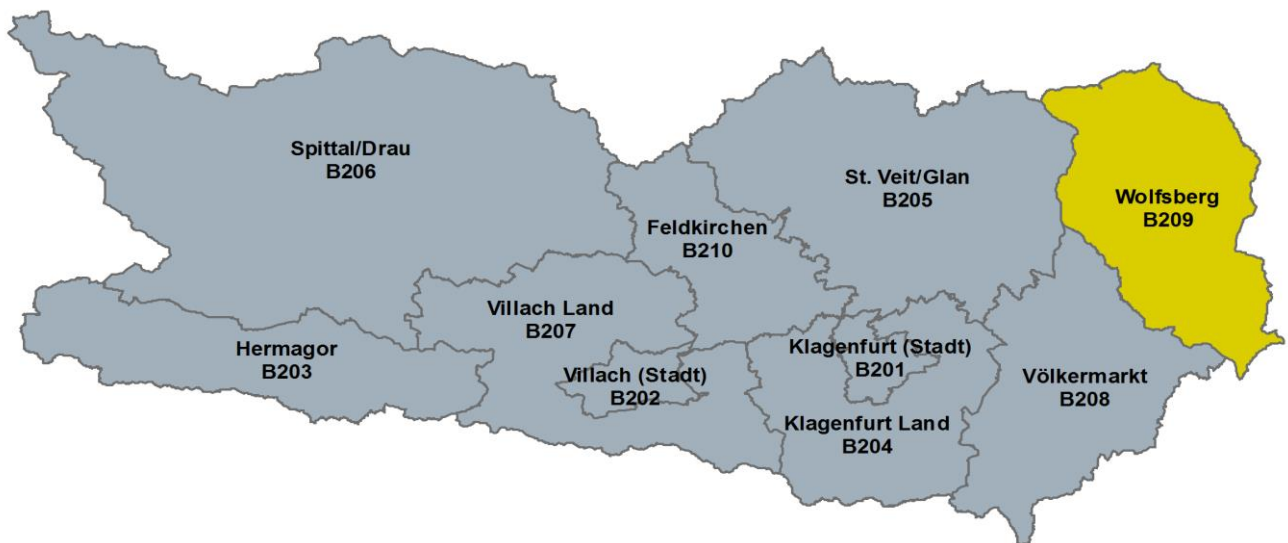 Spittal/Drau
B206
St. Veit/Glan
B205
Wolfsberg
B209
Feldkirchen
B210
Villach Land
B207
Hermagor
B203
Villach (Stadt)
B202
Klagenfurt (Stadt)
B201
Völkermarkt
B208
Klagenfurt Land
B204